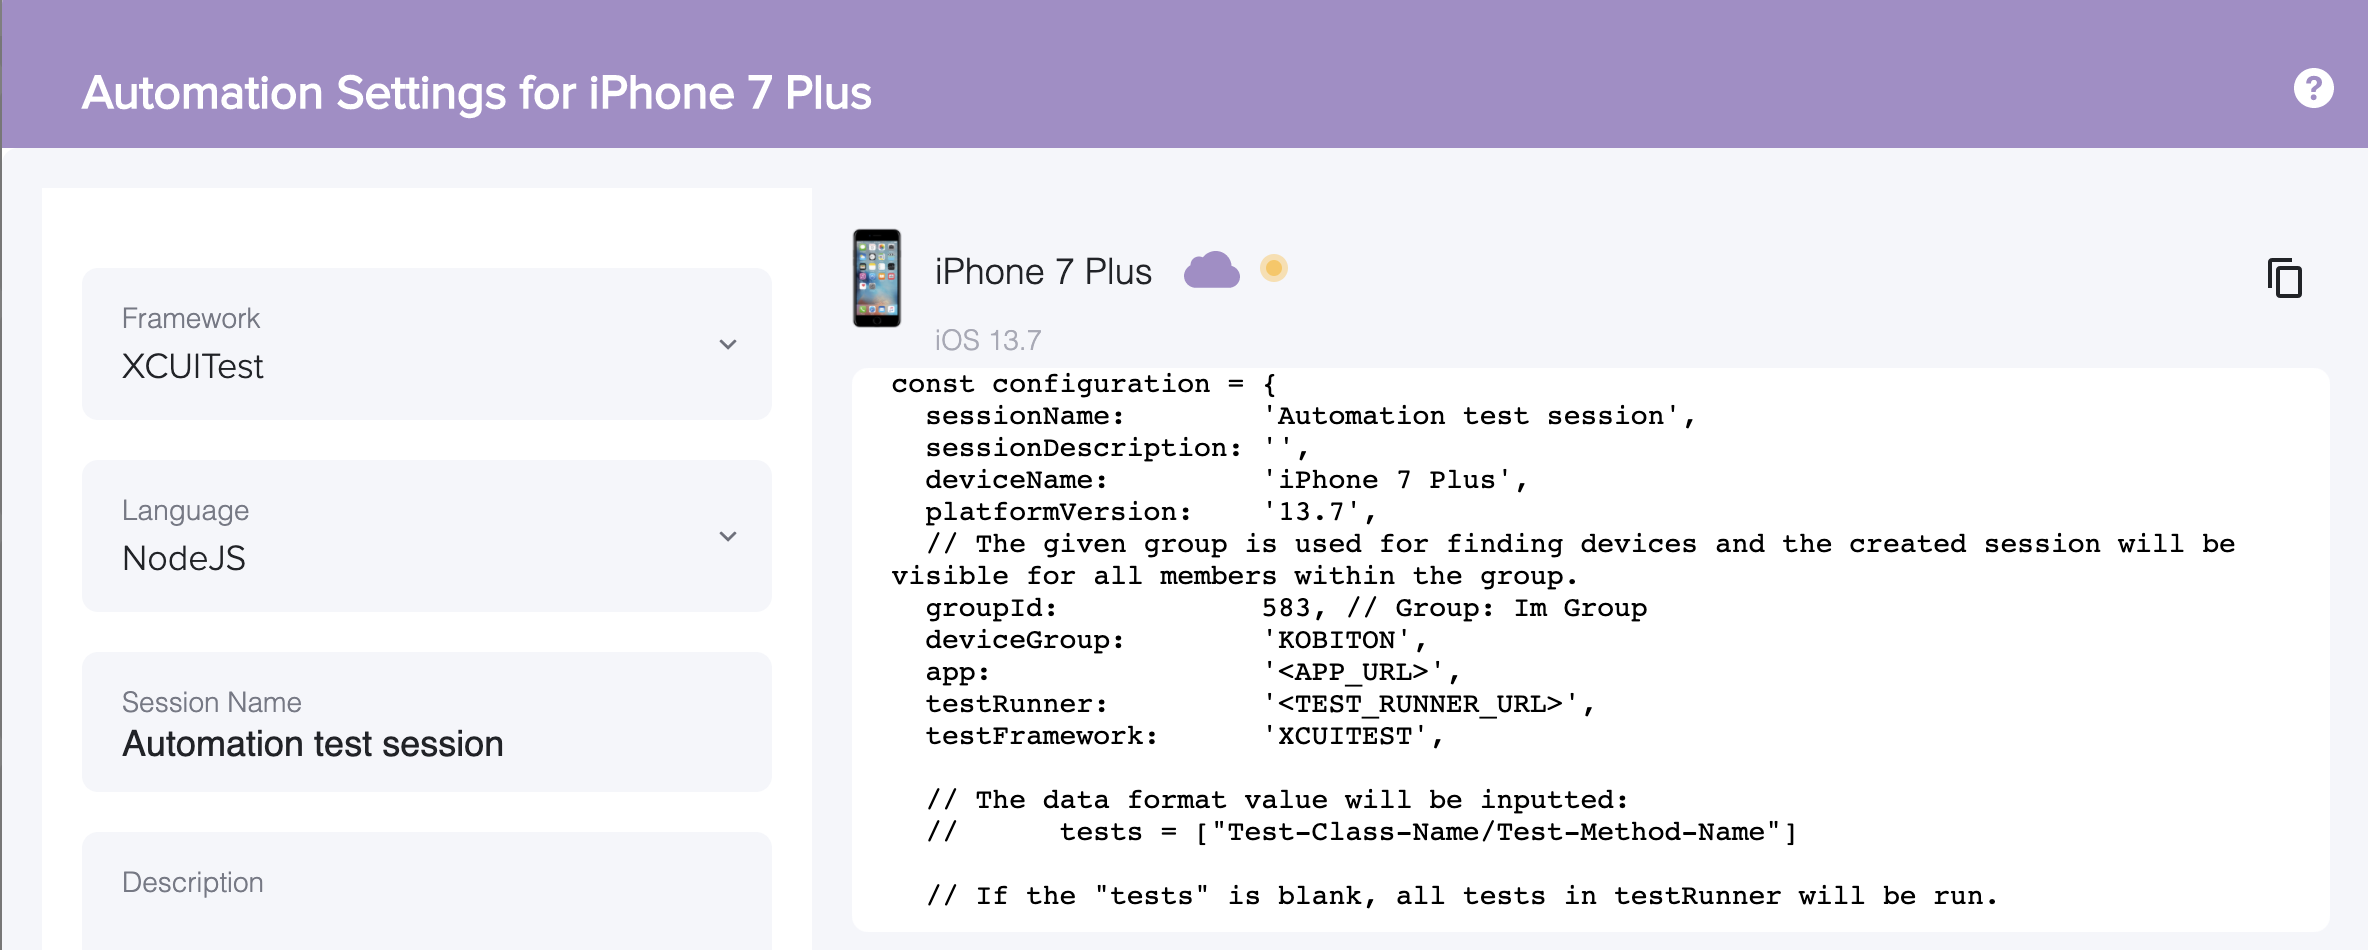 Automation Settings for iPhone 7 Plus
?
Framework
XCUITest
Language
NodeJS
Session Name
Automation test session
Description
iPhone 7 Plus
iOS 13.7
const configuration = {
  sessionName:        'Automation test session',
  sessionDescription: '',
  deviceName:         'iPhone 7 Plus',
  platformVersion:    '13.7',
  // The given group is used for finding devices and the created session will be
visible for all members within the group.
  groupId:            583, // Group: Im Group
  deviceGroup:        'KOBITON',
  app:                '<APP_URL>',
  testRunner:         '<TEST_RUNNER_URL>',
  testFramework:      'XCUITEST',
  // The data format value will be inputted:
  //      tests = ["Test-Class-Name/Test-Method-Name"]
  // If the "tests" is blank, all tests in testRunner will be run.